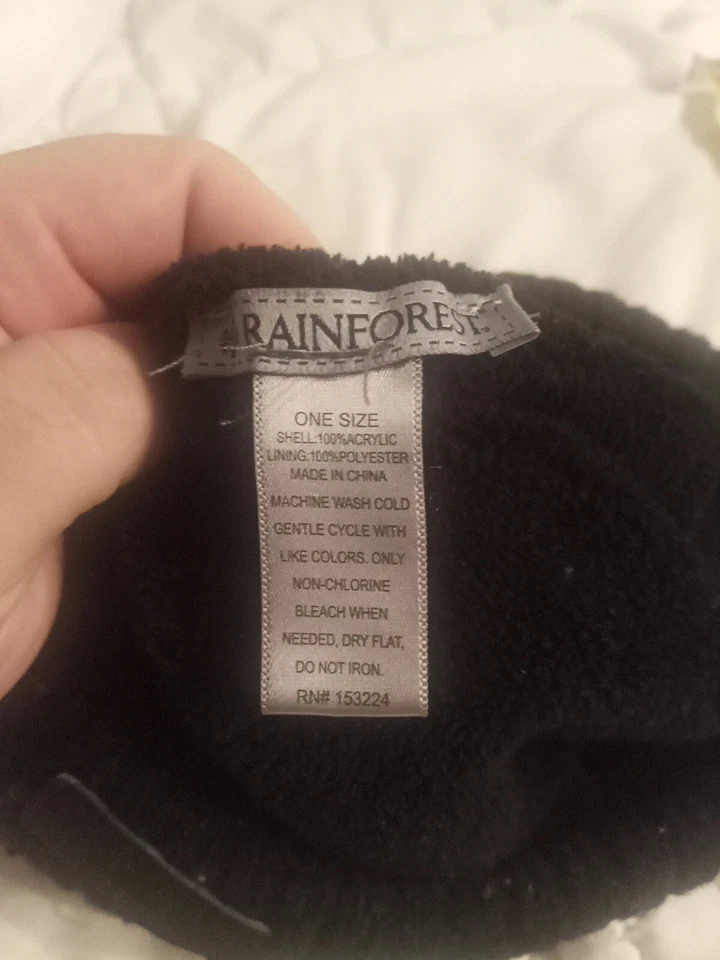 RAINFOREST
ONE SIZE
SHELL:100%ACRYLIC
LINING:100%POLYESTER
MADE IN CHINA
MACHINE WASH COLD
GENTLE CYCLE WITH
LIKE COLORS. ONLY
NON-CHLORINE
BLEACH WHEN
NEEDED, DRY FLAT,
DO NOT IRON.
RN# 153224